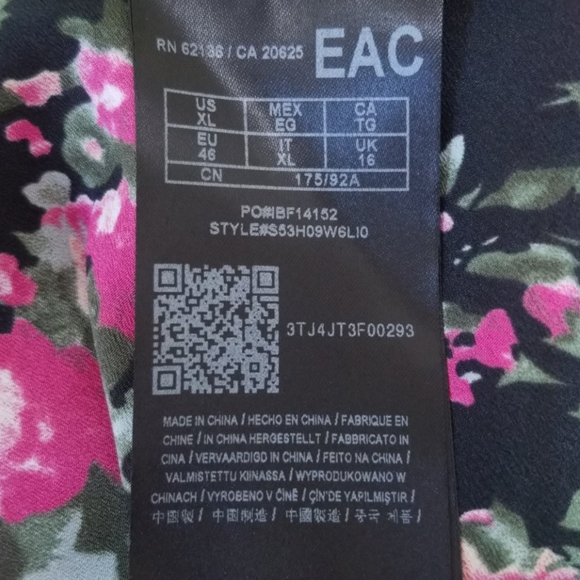 RN 62136 / CA 20625 EAC
US XL MEX EG CA TG
EU 46 IT XL UK 16
CN 175/92A
PO#IBF14152
STYLE#S53H09W6LI0
3TJ4JT3F00293
MADE IN CHINA / HECHO EN CHINA / FABRIQUE EN
CHINE / IN CHINA HERGESTELLT / FABBRICATO IN
CINA / VERVAARDIGD IN CHINA / FEITO NA CHINA /
VALMISTETTU KIINASSA / WYPRODUKOWANO W
CHINACH / VYROBENO V ČÍNĚ / ÇİN'DE YAPILMIŞTIR /
中國製 / 中国制造 / 中國製造 / 중국 제품 /